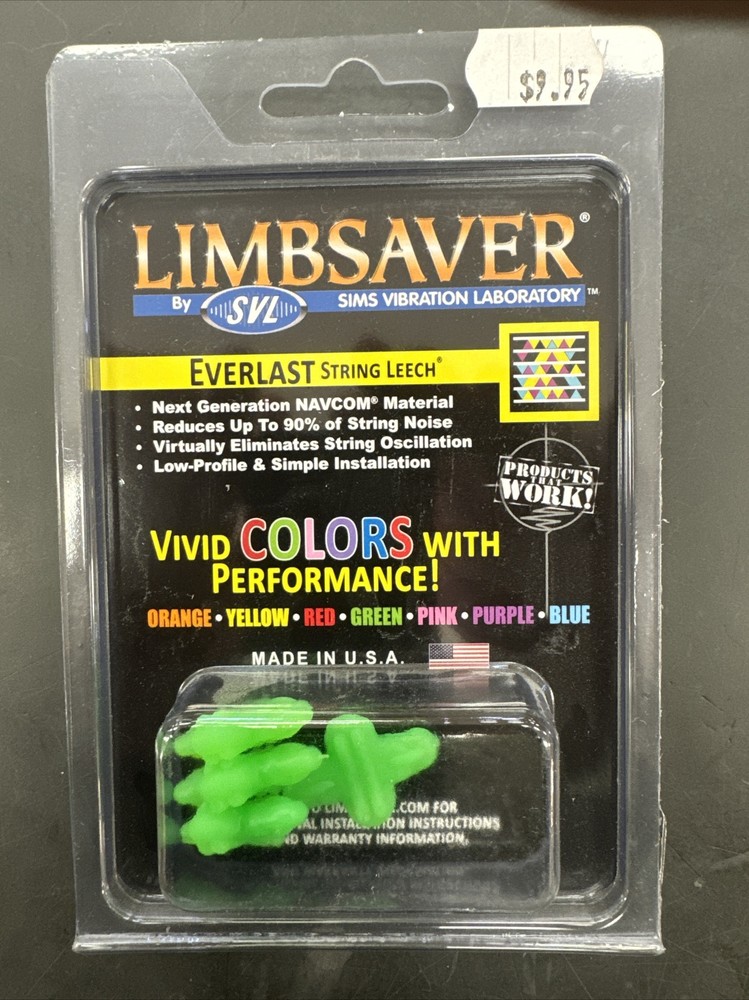 $9.95
LIMBSAVER®
By SVL SIMS VIBRATION LABORATORY™
EVERLAST STRING LEECH®
• Next Generation NAVCOM® Material
• Reduces Up To 90% of String Noise
• Virtually Eliminates String Oscillation
• Low-Profile & Simple Installation
PRODUCTS
THAT
WORK!
VIVID COLORS WITH
PERFORMANCE!
ORANGE • YELLOW • RED • GREEN • PINK • PURPLE • BLUE
MADE IN U.S.A.
.COM FOR
INSTRUCTIONS
WARRANTY INFORMATION,